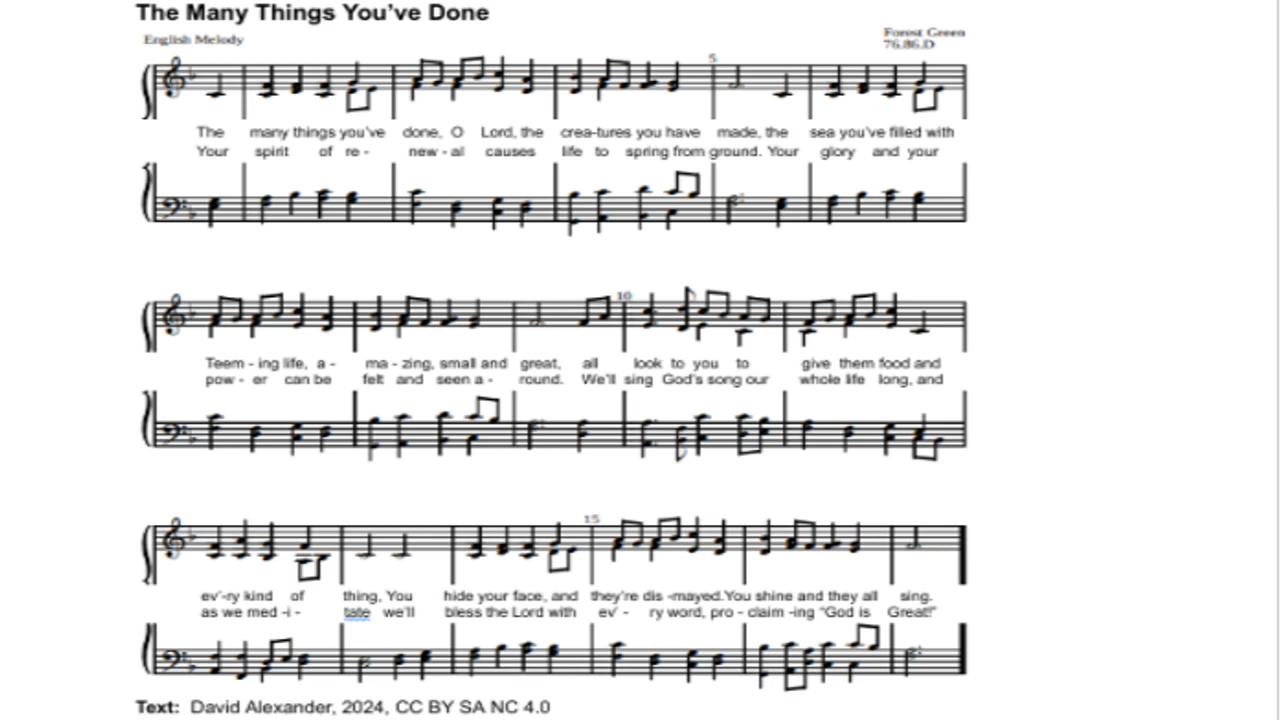 The Many Things You've Done
English Melody
Forest Green
76.86.D
5
The many things you've done, O Lord, the crea-tures you have made, the sea you've filled with
Your spirit of re - new - al causes life to spring from ground. Your glory and your
10
Teem - ing life, a - ma - zing, small and great, all look to you to give them food and
pow - er can be felt and seen a - round. We'll sing God's song our whole life long, and
15
ev'-ry kind of thing, You hide your face, and they're dis -mayed.You shine and they all sing.
as we med -i - tate we'll bless the Lord with ev' - ry word, pro - claim -ing "God is Great!"
Text: David Alexander, 2024, CC BY SA NC 4.0